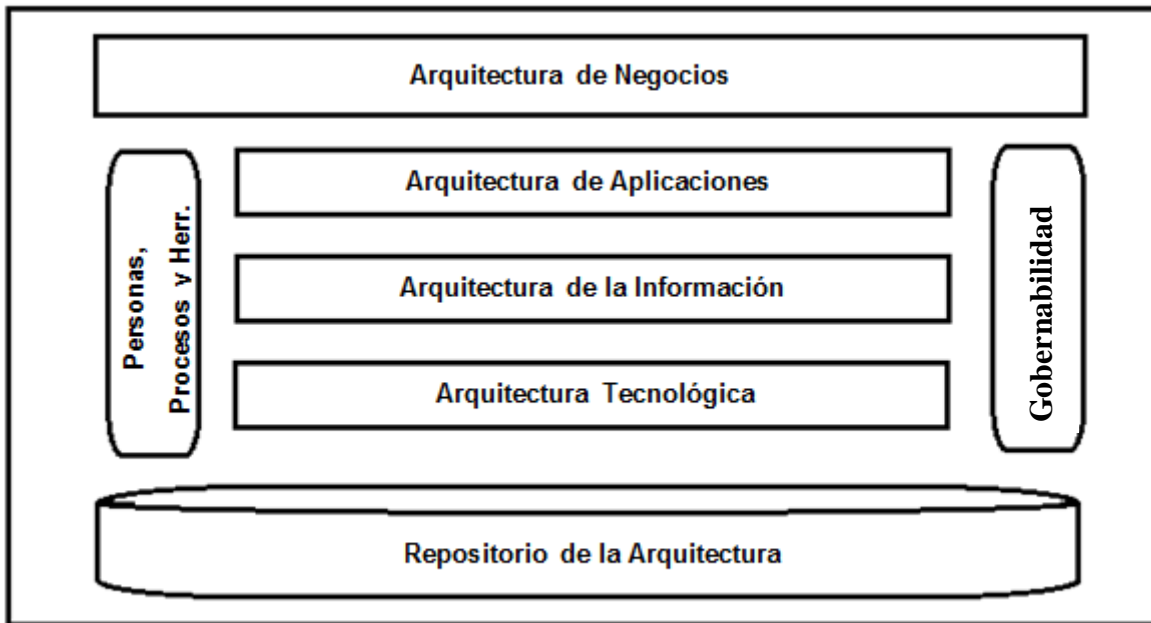 Arquitectura de Negocios
Personas,
Procesos y Herr.
Arquitectura de Aplicaciones
Arquitectura de la Información
Arquitectura Tecnológica
Gobernabilidad
Repositorio de la Arquitectura